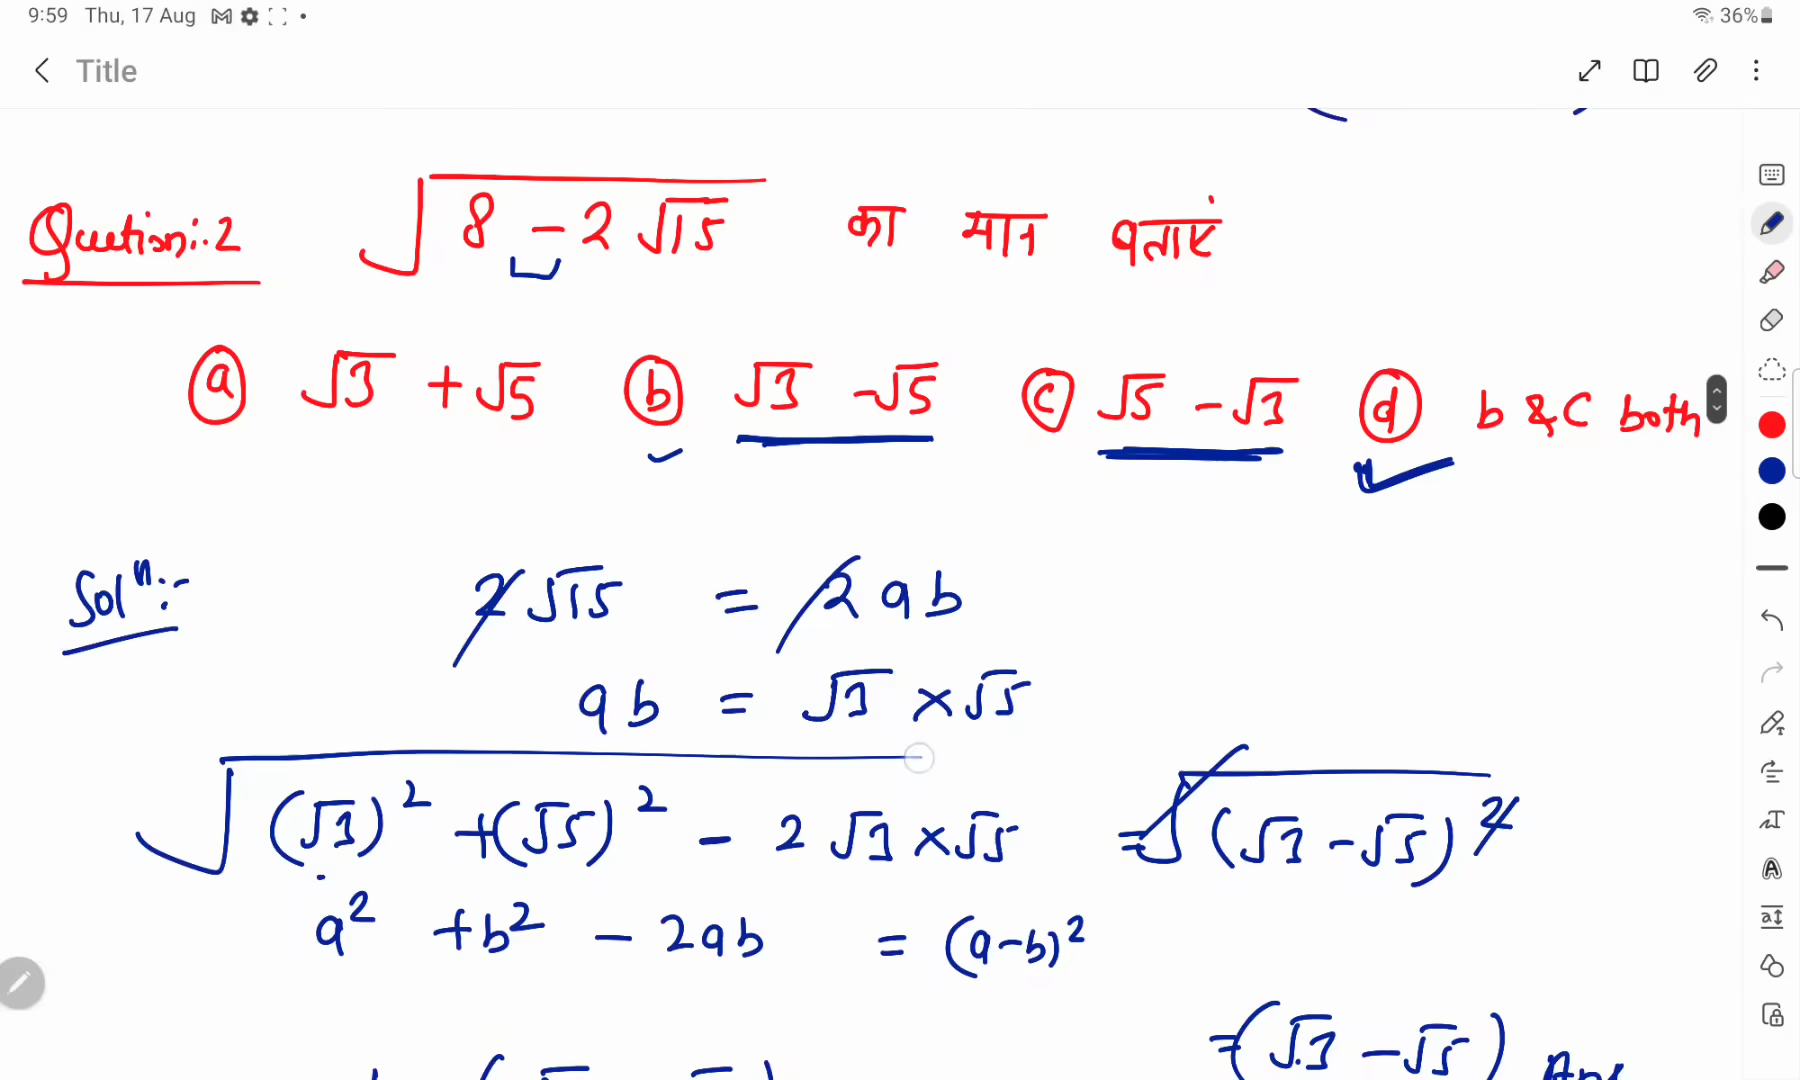 9:59 Thu, 17 Aug 36%
Title
Question:.2 √(8 - 2√15) का मान बताएं
ⓐ √3 + √5 ⓑ √3 - √5 ⓒ √5 - √3 ⓓ b & C both
Solⁿ:- 2√15 = 2ab
ab = √3 × √5
√((√3)² + (√5)² - 2√3 × √5) = √(√3 - √5)²
a² + b² - 2ab = (a-b)²
= (√3 - √5) Ans